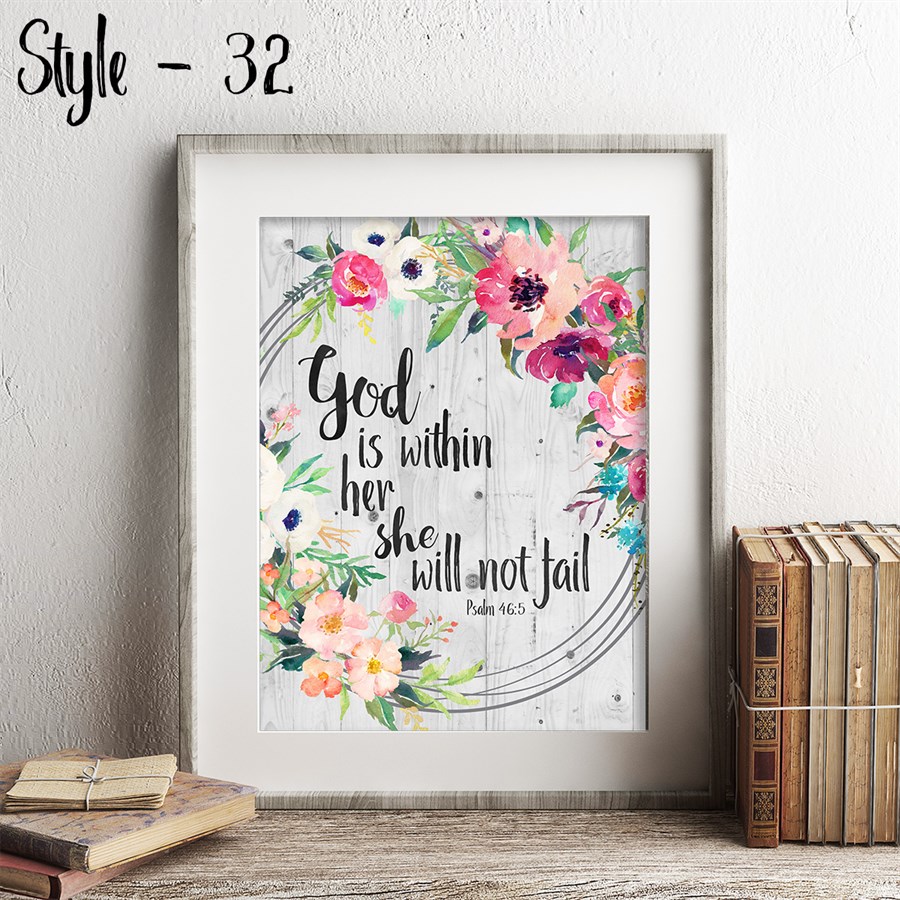 Style - 32
God
is within
her
she
will not fail
Psalm 46:5